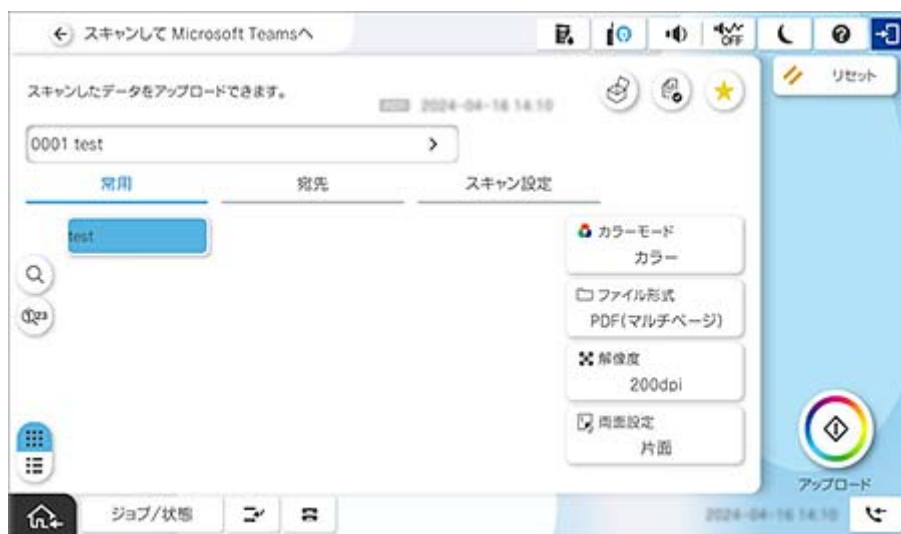 スキャンして Microsoft Teamsへ
OFF
リセット
スキャンしたデータをアップロードできます。
2024-04-16 14:10
0001 test
常用
宛先
スキャン設定
test
カラーモード
カラー
ファイル形式
PDF(マルチページ)
解像度
200dpi
両面設定
片面
アップロード
ジョブ/状態
2024-04-16 14:10